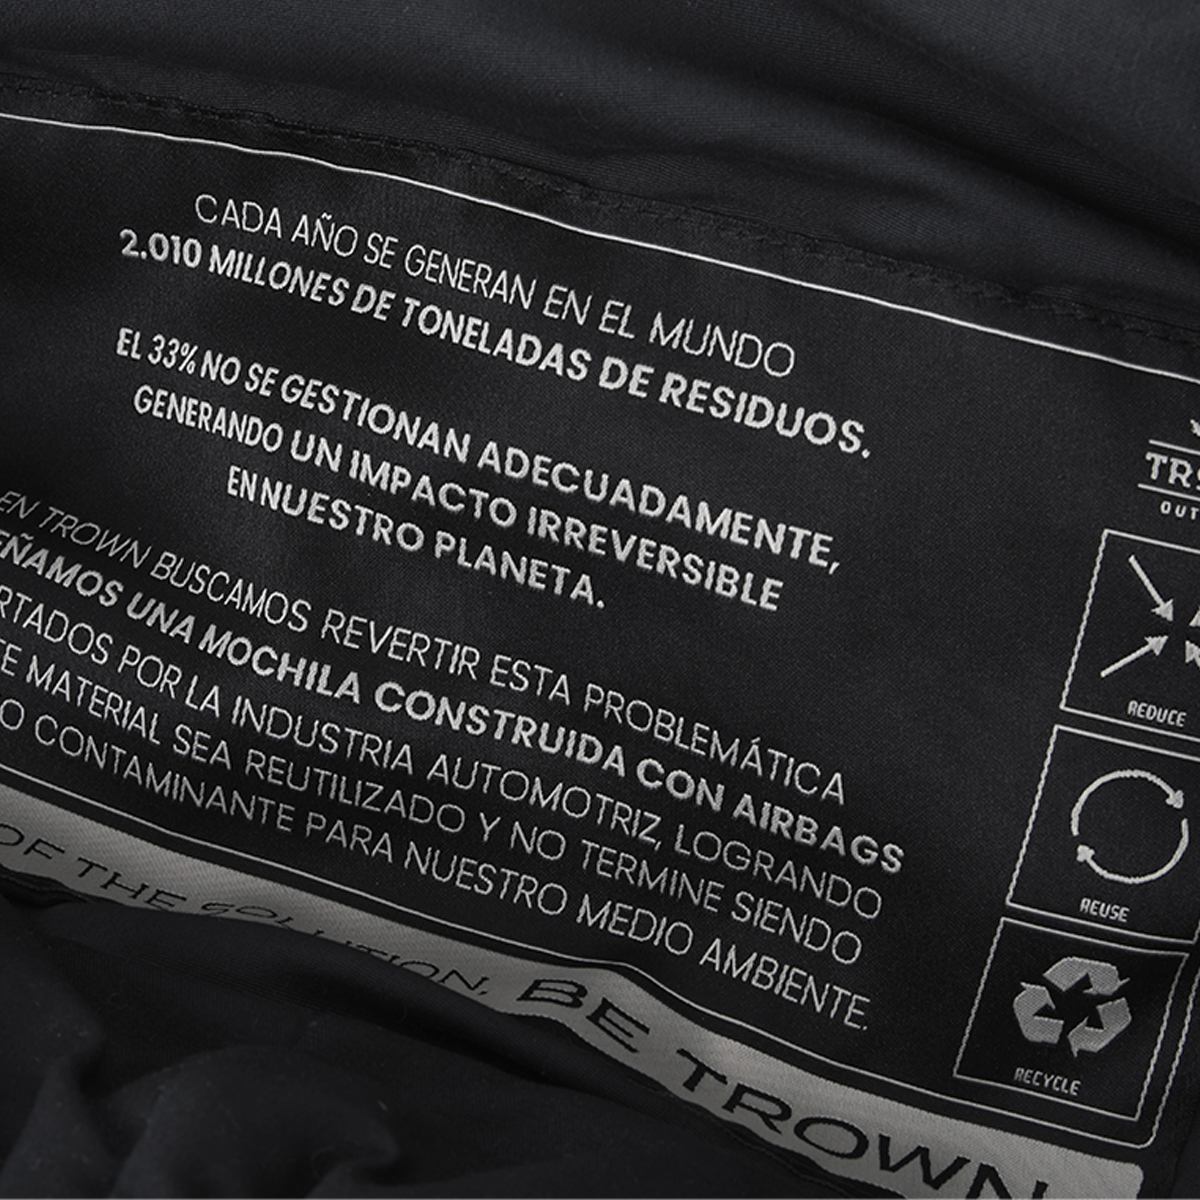 CADA AÑO SE GENERAN EN EL MUNDO
2.010 MILLONES DE TONELADAS DE RESIDUOS.
EL 33% NO SE GESTIONAN ADECUADAMENTE,
GENERANDO UN IMPACTO IRREVERSIBLE
EN NUESTRO PLANETA.
EN TROWN BUSCAMOS REVERTIR ESTA PROBLEMÁTICA
EÑAMOS UNA MOCHILA CONSTRUIDA CON AIRBAGS
RTADOS POR LA INDUSTRIA AUTOMOTRIZ, LOGRANDO
TE MATERIAL SEA REUTILIZADO Y NO TERMINE SIENDO
O CONTAMINANTE PARA NUESTRO MEDIO AMBIENTE.
OF THE SOLUTION, BE TROWN
REDUCE
REUSE
RECYCLE